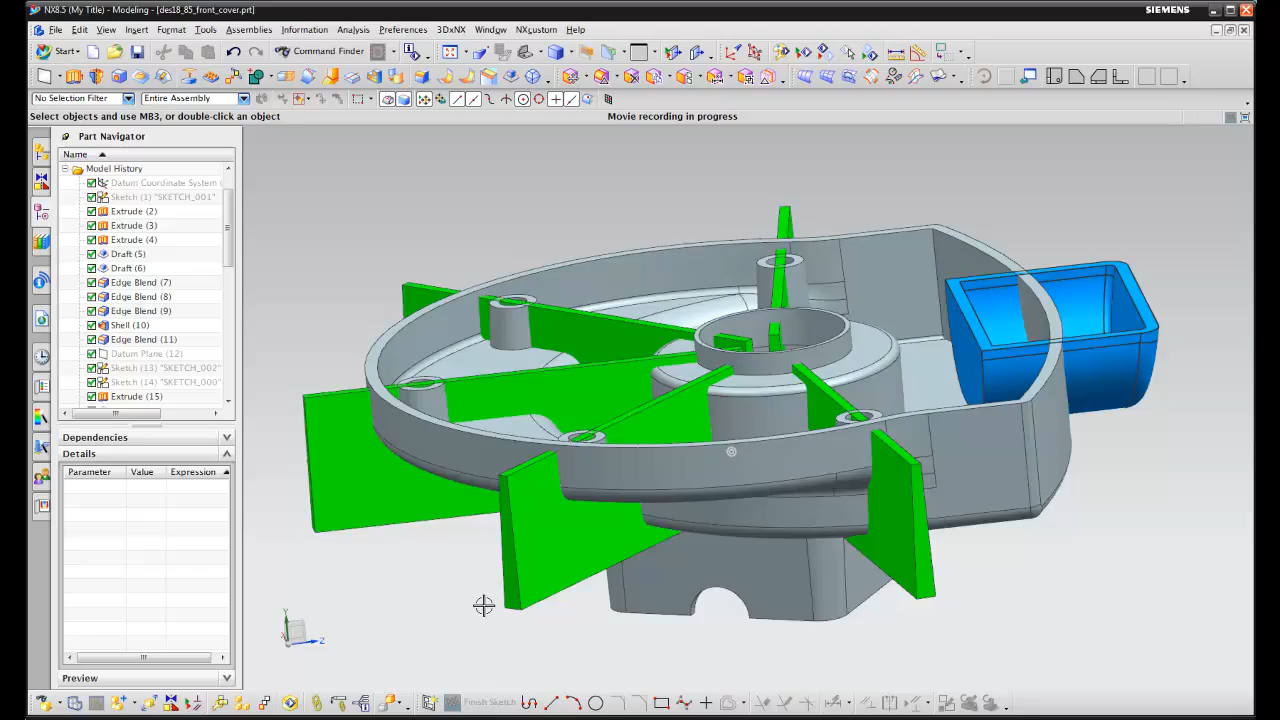 NX8.5 (My Title) - Modeling - [des18_85_front_cover.prt]
SIEMENS
File Edit View Insert Format Tools Assemblies Information Analysis Preferences 3DxNX Window NXcustom Help
Start
Command Finder
No Selection Filter
Entire Assembly
Select objects and use MB3, or double-click an object
Movie recording in progress
Part Navigator
Name
Model History
Datum Coordinate System (
Sketch (1) "SKETCH_001"
Extrude (2)
Extrude (3)
Extrude (4)
Draft (5)
Draft (6)
Edge Blend (7)
Edge Blend (8)
Edge Blend (9)
Shell (10)
Edge Blend (11)
Datum Plane (12)
Sketch (13) "SKETCH_002"
Sketch (14) "SKETCH_000"
Extrude (15)
Dependencies
Details
Parameter Value Expression
Preview
Y
X
Z
Finish Sketch